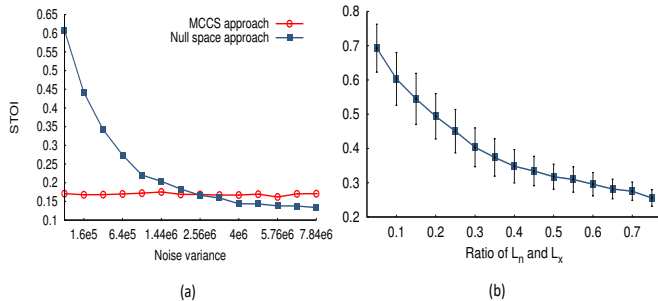 MCCS approach
Null space approach
STOI
0.65
0.6
0.55
0.5
0.45
0.4
0.35
0.3
0.25
0.2
0.15
0.1
1.6e5 6.4e5 1.44e6 2.56e6 4e6 5.76e6 7.84e6
Noise variance
(a)
0.8
0.7
0.6
0.5
0.4
0.3
0.2
0.1 0.2 0.3 0.4 0.5 0.6 0.7
Ratio of Lₙ and Lₓ
(b)